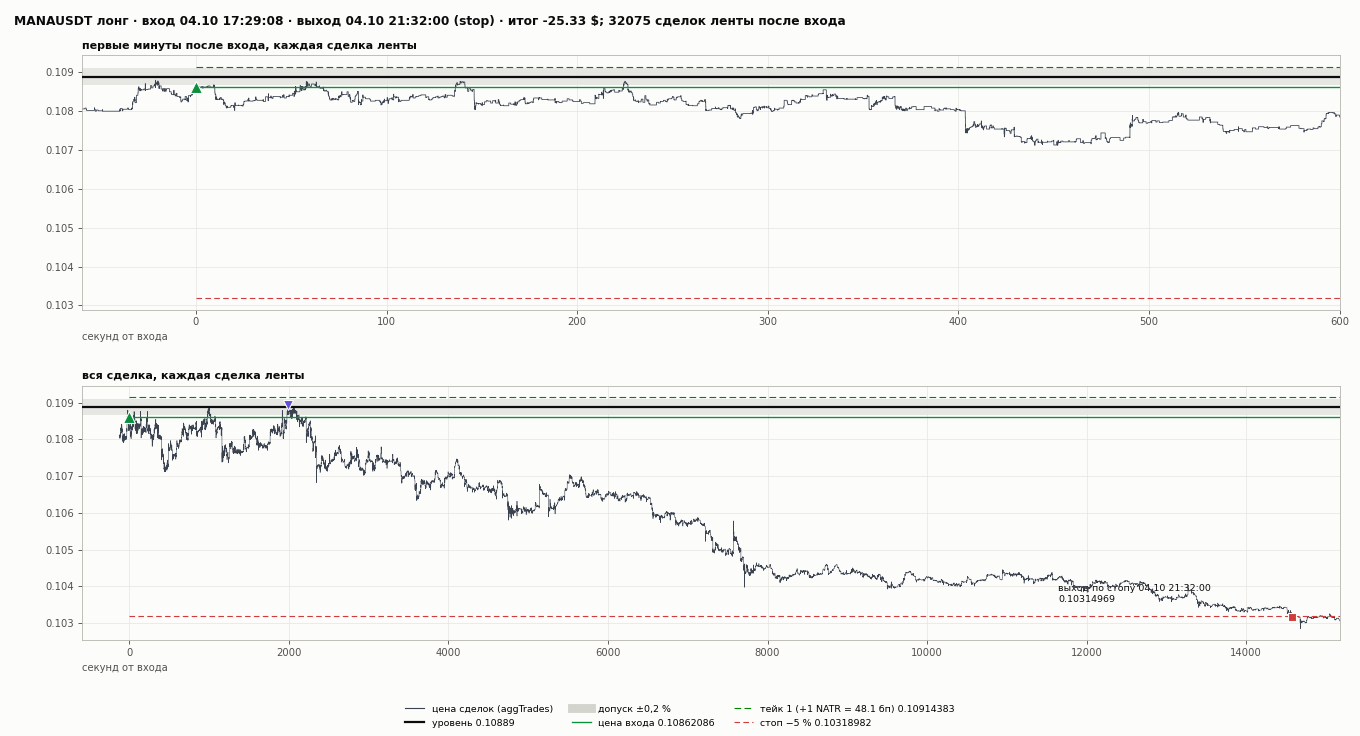 MANAUSDT лонг · вход 04.10 17:29:08 · выход 04.10 21:32:00 (stop) · итог -25.33 $; 32075 сделок ленты после входа
первые минуты после входа, каждая сделка ленты
0.109
0.108
0.107
0.106
0.105
0.104
0.103
0 100 200 300 400 500 600
секунд от входа
вся сделка, каждая сделка ленты
0.109
0.108
0.107
0.106
0.105
0.104
0.103
выход по стопу 04.10 21:32:00
0.10314969
0 2000 4000 6000 8000 10000 12000 14000
секунд от входа
цена сделок (aggTrades) допуск ±0,2 % тейк 1 (+1 NATR = 48.1 бп) 0.10914383
уровень 0.10889 цена входа 0.10862086 стоп −5 % 0.10318982